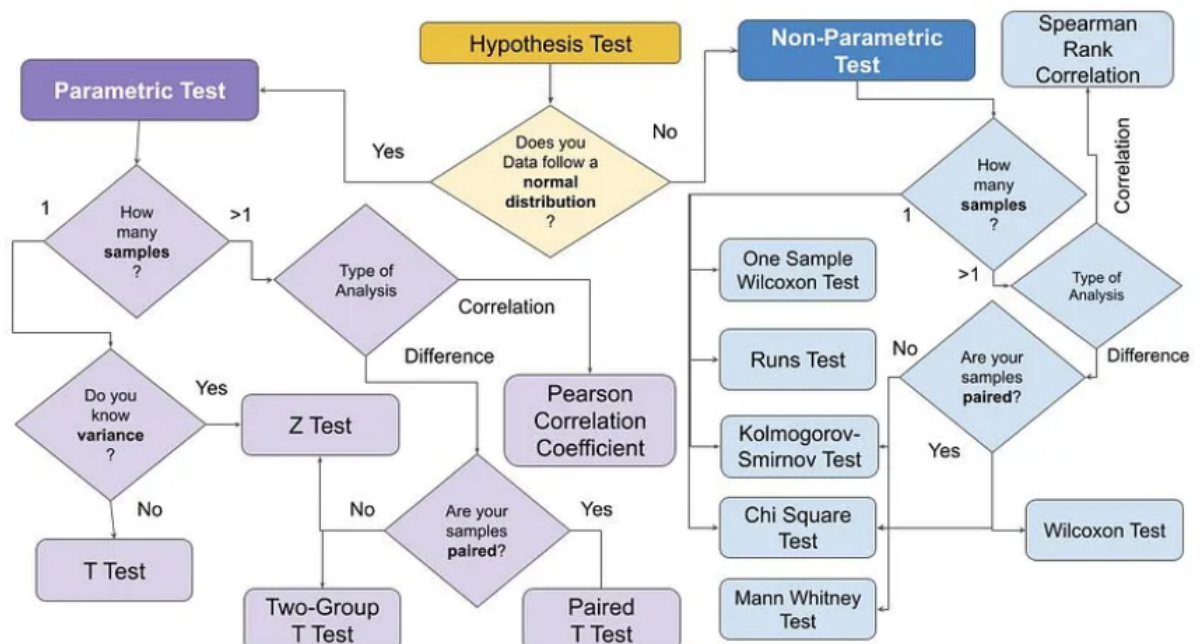 Hypothesis Test
Does you
Data follow a
normal
distribution
?
Yes
No
Parametric Test
How
many
samples
?
1
>1
Do you
know
variance
?
Yes
No
Z Test
T Test
Type of
Analysis
Correlation
Difference
Pearson
Correlation
Coefficient
Are your
samples
paired?
No
Yes
Two-Group
T Test
Paired
T Test
Non-Parametric
Test
How
many
samples
?
1
>1
One Sample
Wilcoxon Test
Runs Test
Kolmogorov-
Smirnov Test
Chi Square
Test
Mann Whitney
Test
Type of
Analysis
Correlation
Spearman
Rank
Correlation
Difference
Are your
samples
paired?
No
Yes
Wilcoxon Test